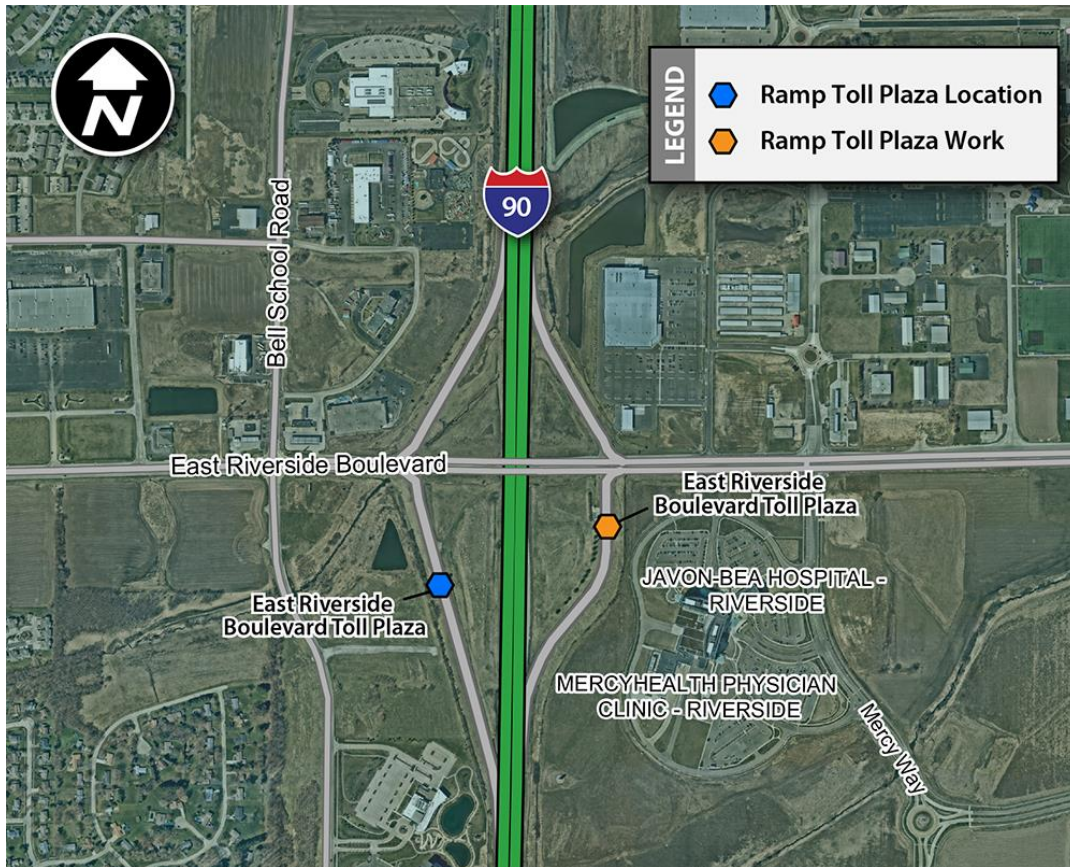 N
LEGEND
Ramp Toll Plaza Location
Ramp Toll Plaza Work
90
Bell School Road
East Riverside Boulevard
East Riverside
Boulevard Toll Plaza
East Riverside
Boulevard Toll Plaza
JAVON-BEA HOSPITAL -
RIVERSIDE
MERCYHEALTH PHYSICIAN
CLINIC - RIVERSIDE
Mercy Way